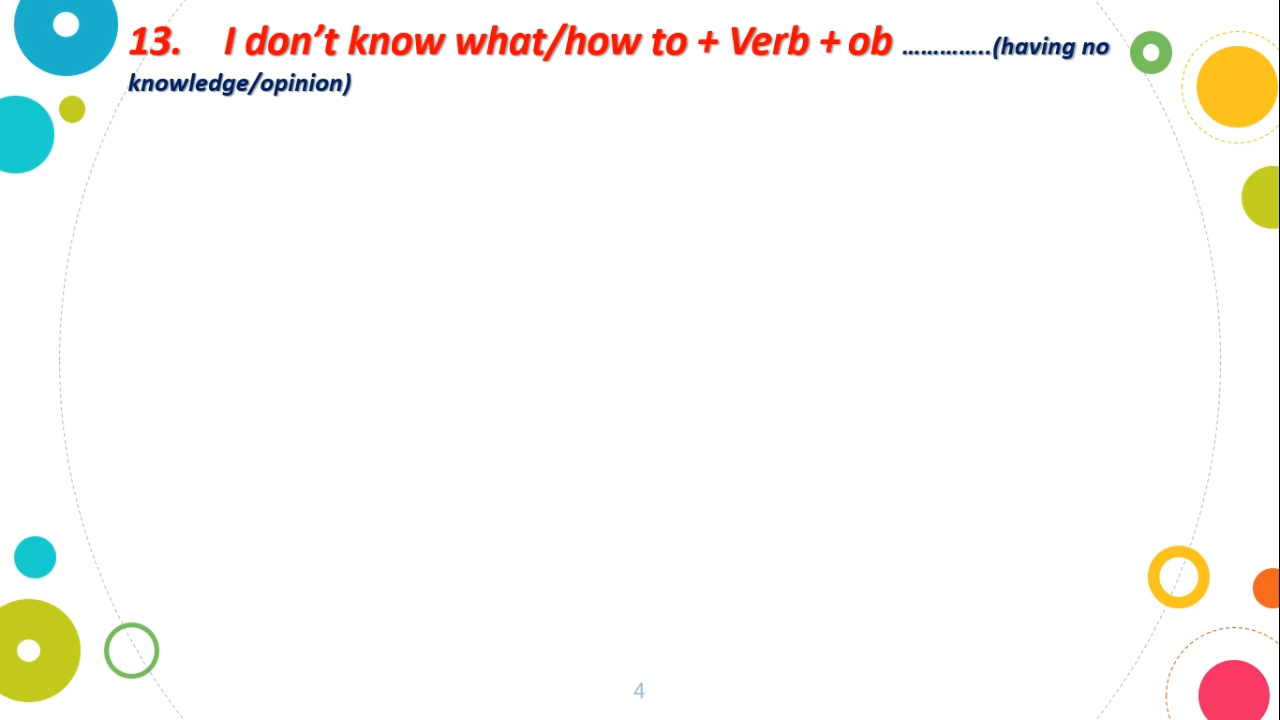 13. I don’t know what/how to + Verb + ob …………..(having no
knowledge/opinion)
4